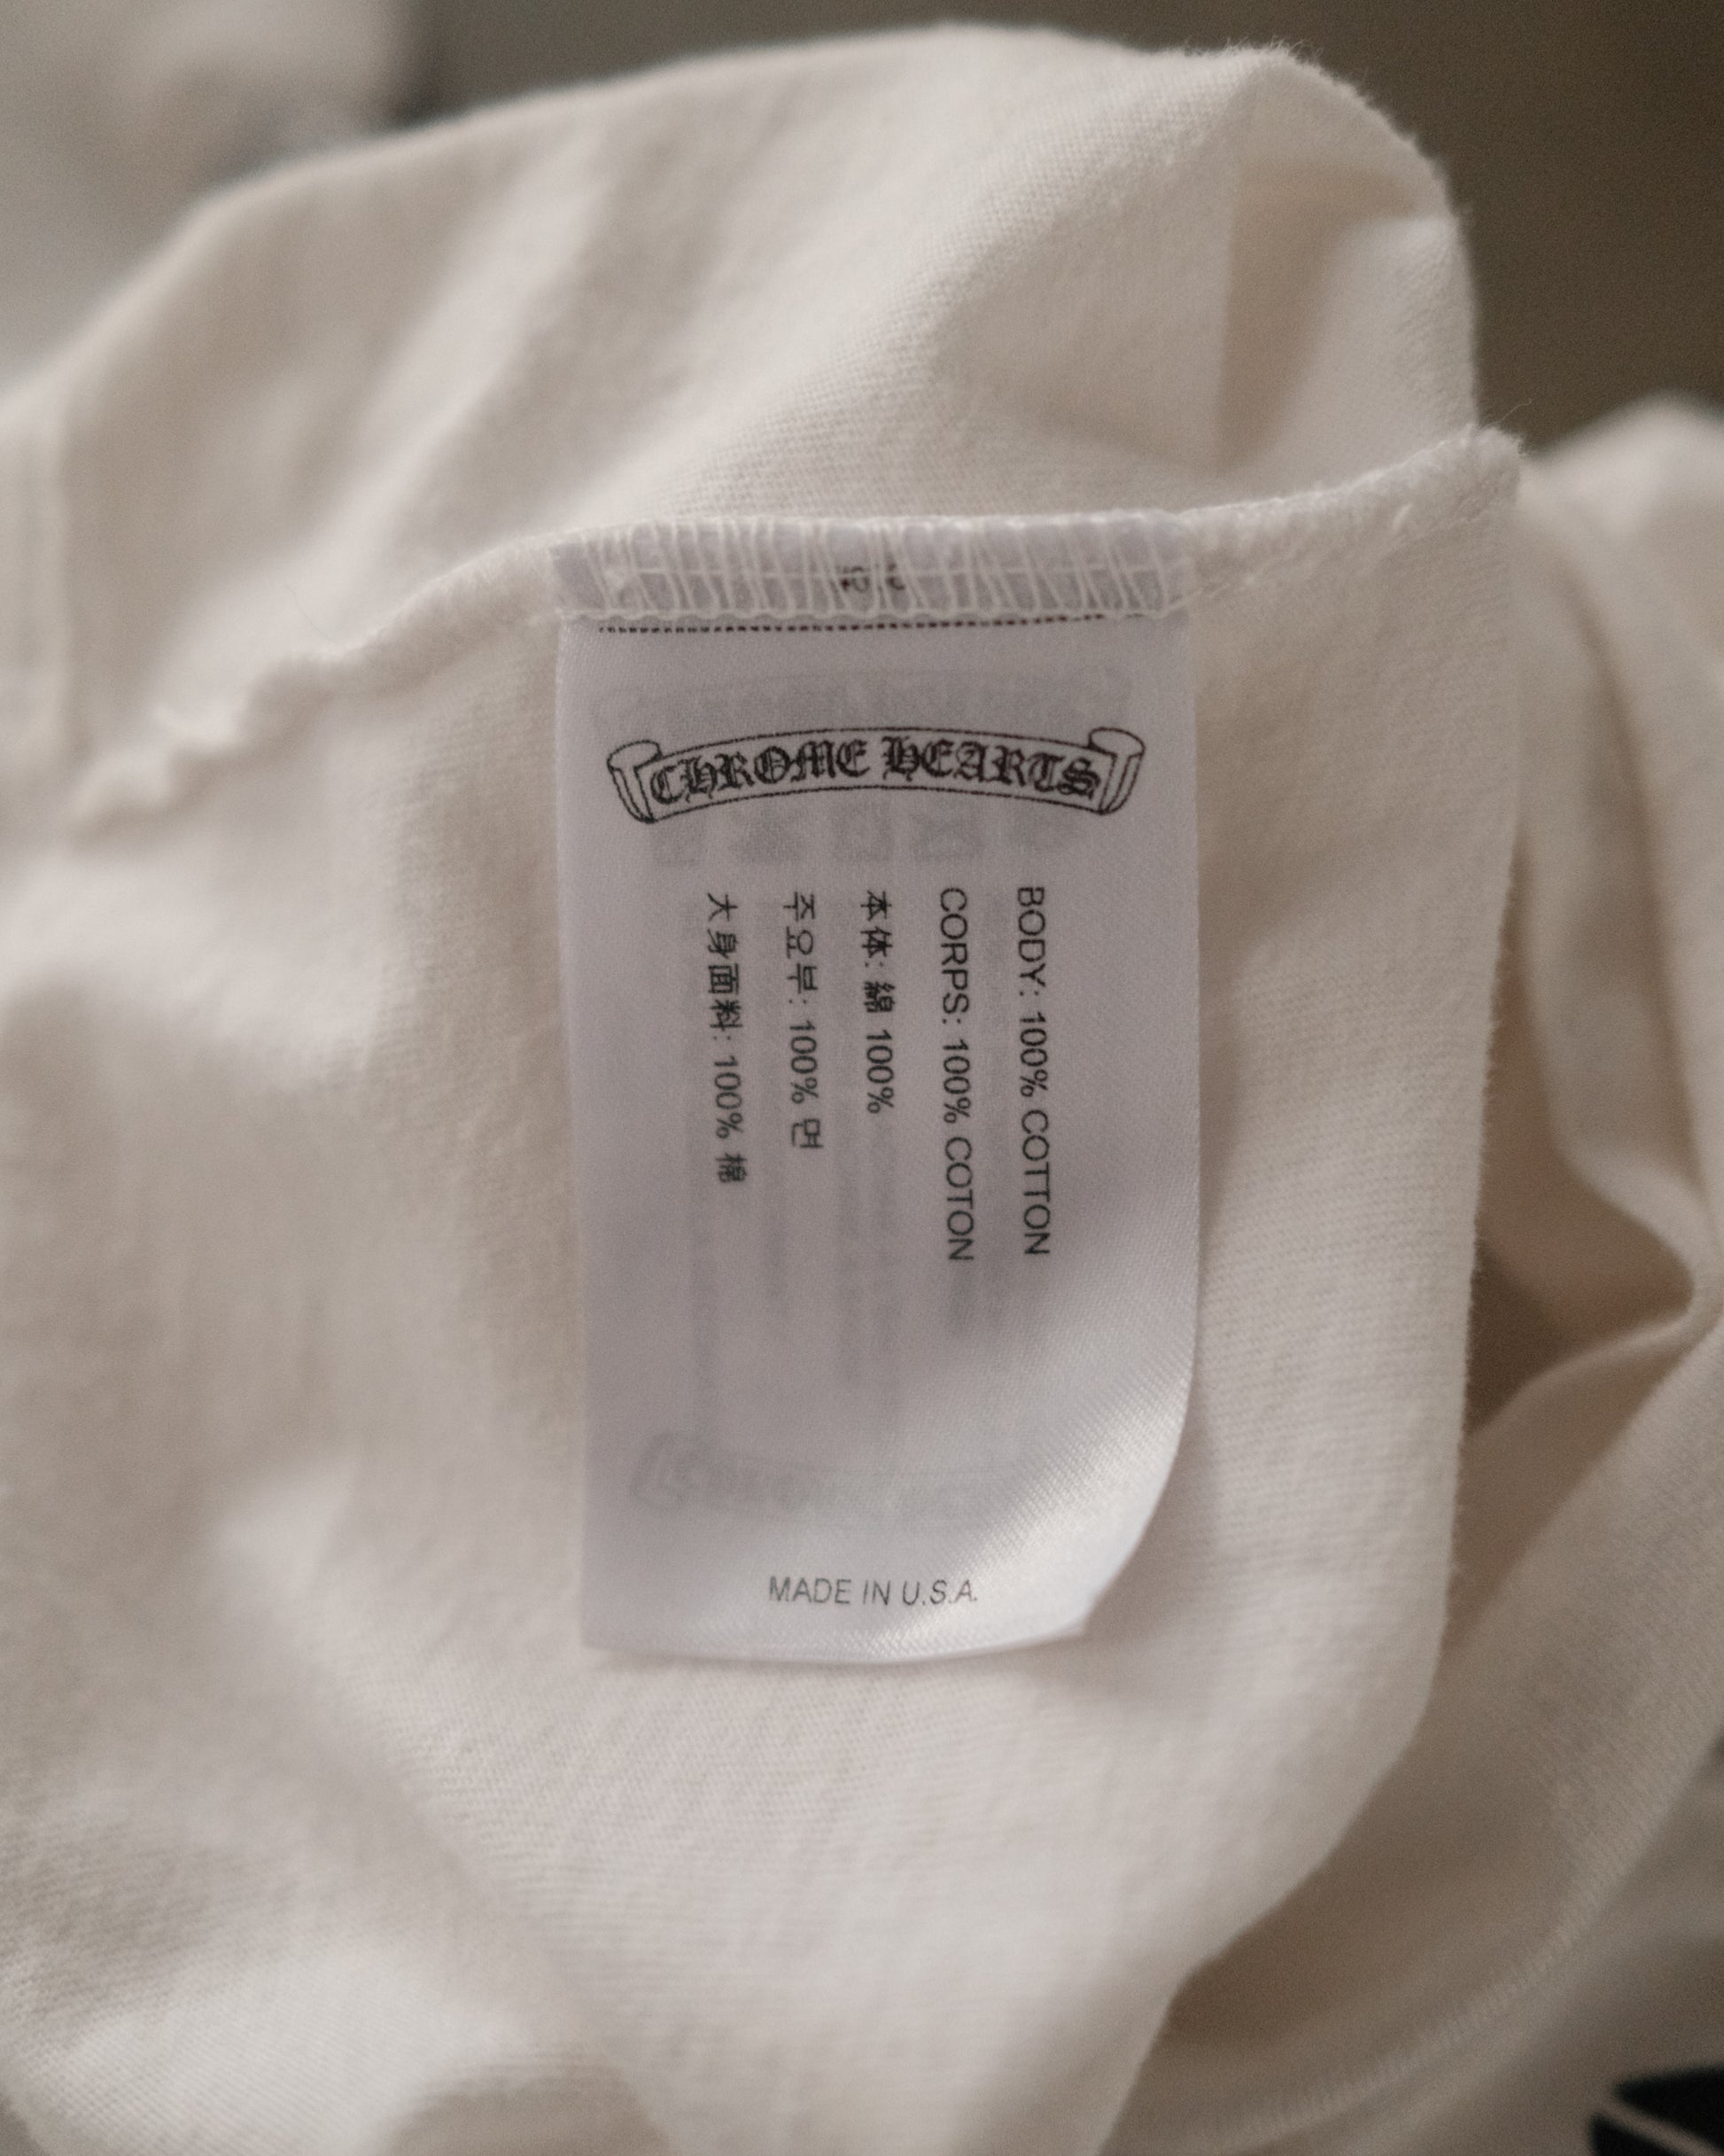 CHROME HEARTS
BODY: 100% COTTON
CORPS: 100% COTON
本体: 綿 100%
주요부: 100% 면
大身面料: 100% 棉
MADE IN U.S.A.